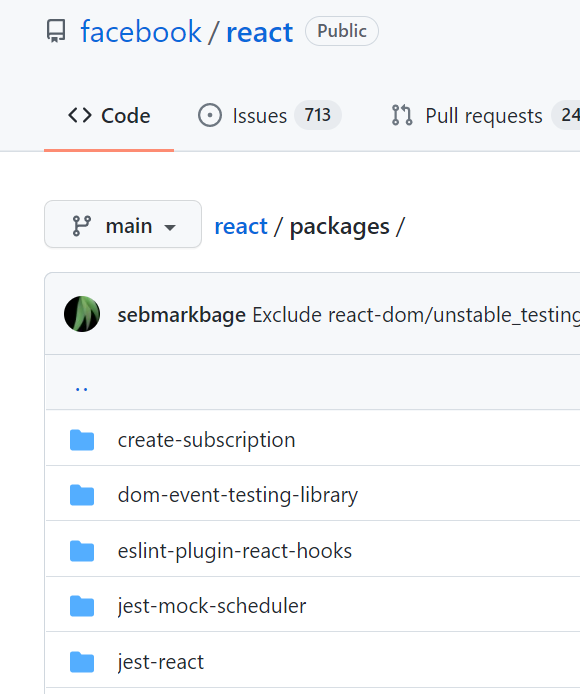 facebook / react Public
Code Issues 713 Pull requests 24
main react / packages /
sebmarkbage Exclude react-dom/unstable_testing
..
create-subscription
dom-event-testing-library
eslint-plugin-react-hooks
jest-mock-scheduler
jest-react